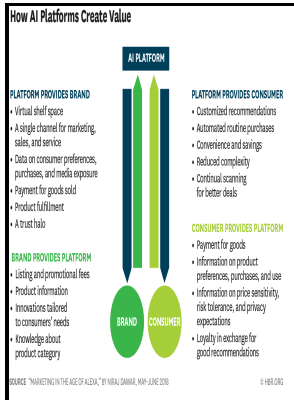 How AI Platforms Create Value
AI PLATFORM
PLATFORM PROVIDES BRAND
• Virtual shelf space
• A single channel for marketing,
sales, and service
• Data on consumer preferences,
purchases, and media exposure
• Payment for goods sold
• Product fulfillment
• A trust halo
BRAND PROVIDES PLATFORM
• Listing and promotional fees
• Product information
• Innovations tailored
to consumers' needs
• Knowledge about
product category
BRAND
CONSUMER
PLATFORM PROVIDES CONSUMER
• Customized recommendations
• Automated routine purchases
• Convenience and savings
• Reduced complexity
• Continual scanning
for better deals
CONSUMER PROVIDES PLATFORM
• Payment for goods
• Information on product
preferences, purchases, and use
• Information on price sensitivity,
risk tolerance, and privacy
expectations
• Loyalty in exchange for
good recommendations
SOURCE "MARKETING IN THE AGE OF ALEXA," BY NIRAJ DAWAR, MAY–JUNE 2018
© HBR.ORG